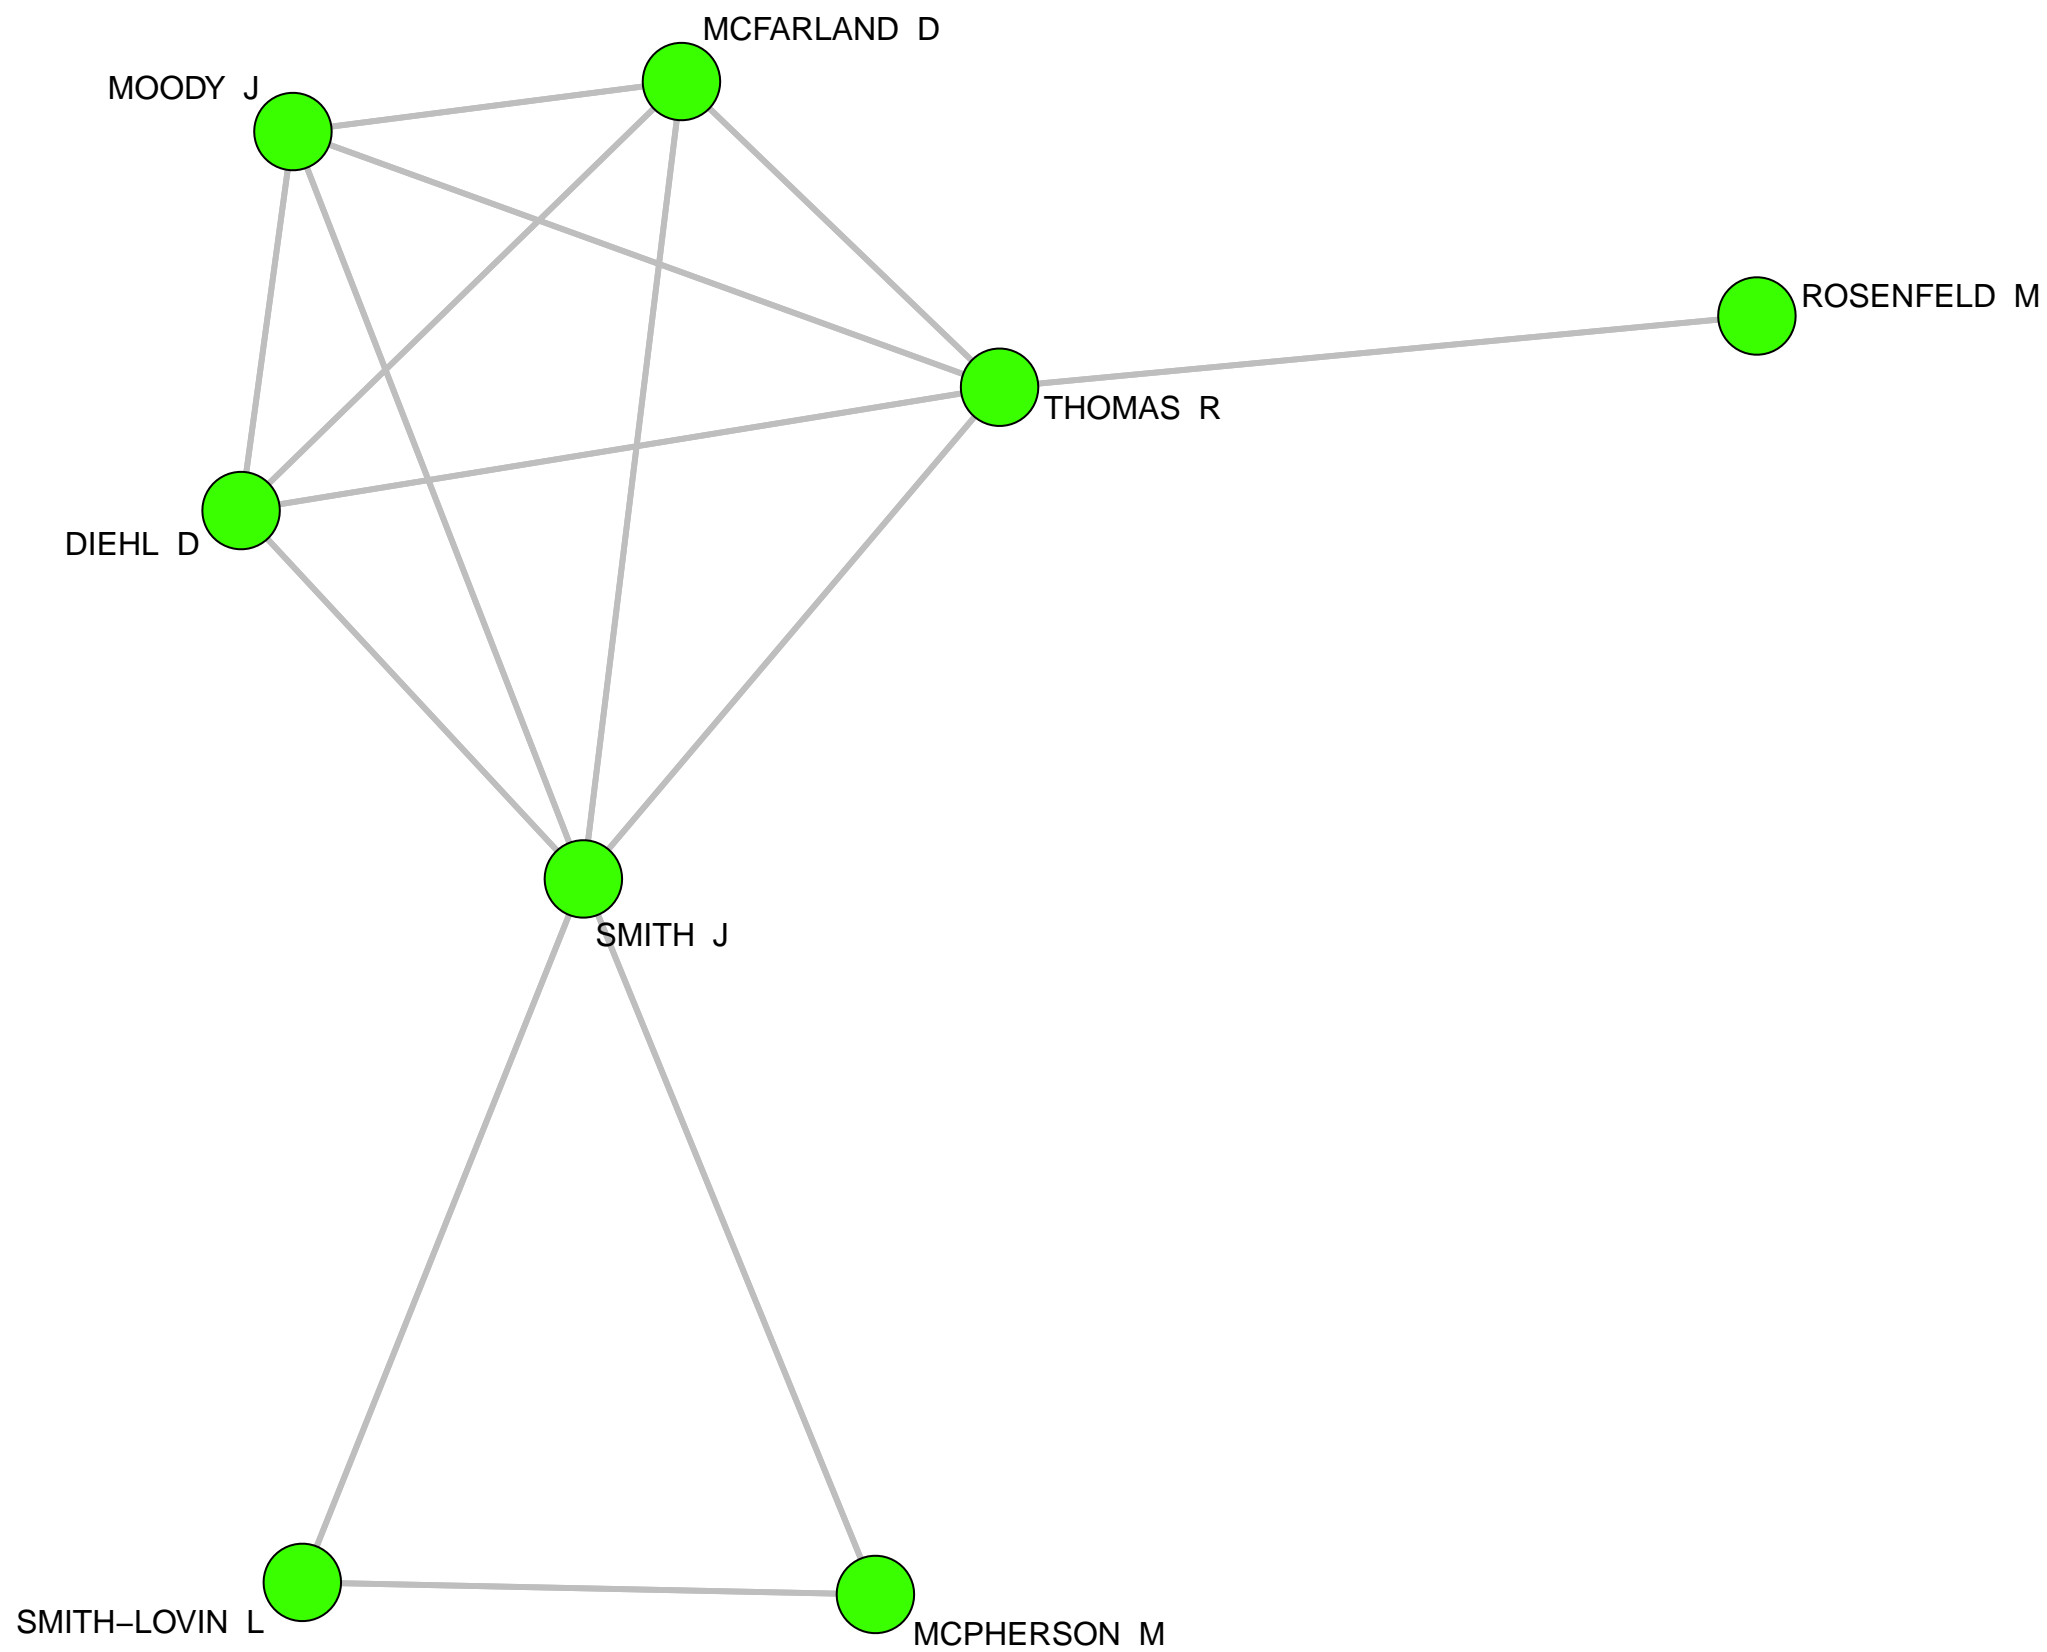 MCFARLAND D
MOODY J
ROSENFELD M
THOMAS R
DIEHL D
SMITH J
SMITH–LOVIN L
MCPHERSON M